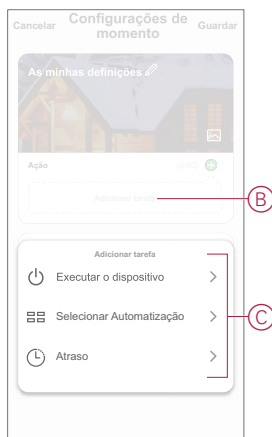 Cancelar
Configurações de
momento
Guardar
As minhas definições
Ação
Adicionar tarefa
B
Adicionar tarefa
Executar o dispositivo
Selecionar Automatização
Atraso
C